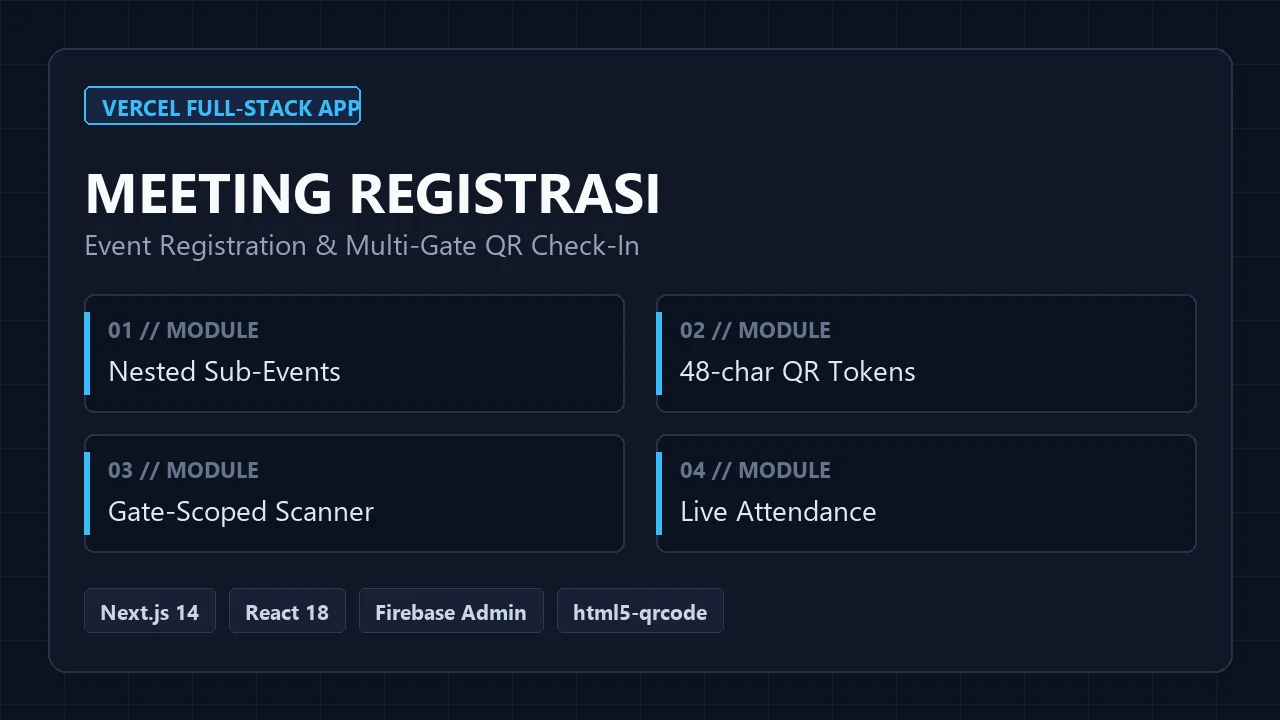 VERCEL FULL-STACK APP
MEETING REGISTRASI
Event Registration & Multi-Gate QR Check-In
01 // MODULE
Nested Sub-Events
02 // MODULE
48-char QR Tokens
03 // MODULE
Gate-Scoped Scanner
04 // MODULE
Live Attendance
Next.js 14
React 18
Firebase Admin
html5-qrcode